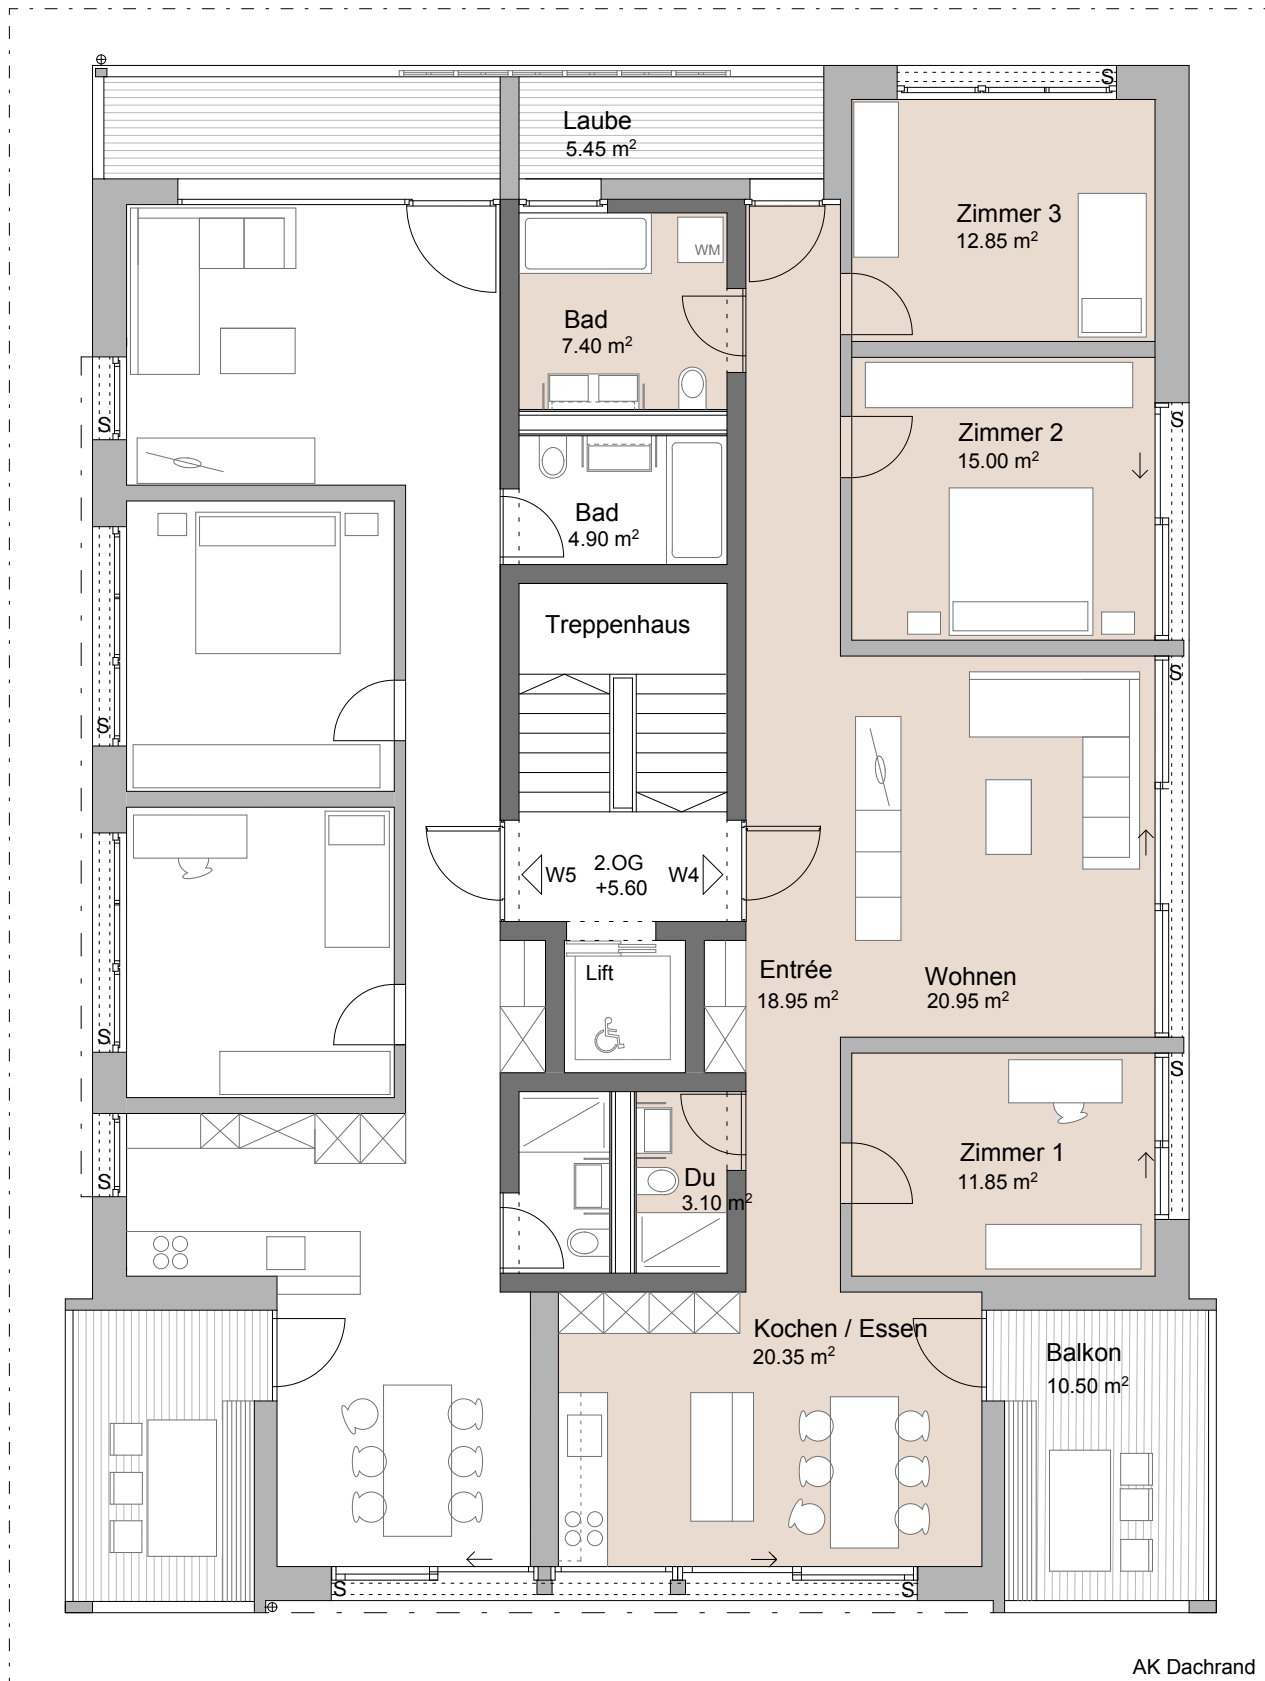 S
Laube
5.45 m²
Zimmer 3
12.85 m²
WM
Bad
7.40 m²
S
S
Zimmer 2
15.00 m²
Bad
4.90 m²
Treppenhaus
S
S
2.OG
+5.60
W5
W4
Lift
Entrée
18.95 m²
Wohnen
20.95 m²
S
S
Zimmer 1
11.85 m²
S
Du
3.10 m²
Kochen / Essen
20.35 m²
Balkon
10.50 m²
S
S
AK Dachrand